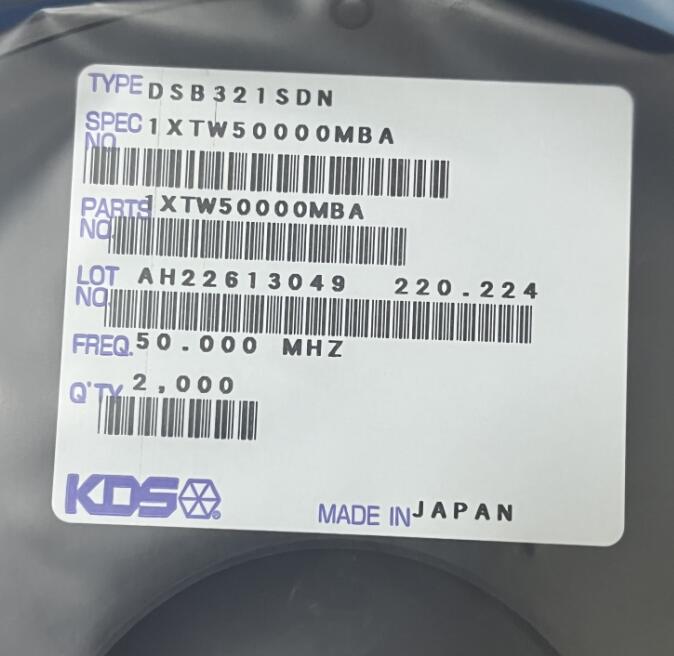 TYPE DSB321SDN
SPEC NO. 1XTW50000MBA
PARTS NO. 1XTW50000MBA
LOT NO. AH22613049 220.224
FREQ. 50.000 MHZ
Q'TY 2,000
KDS
MADE IN JAPAN